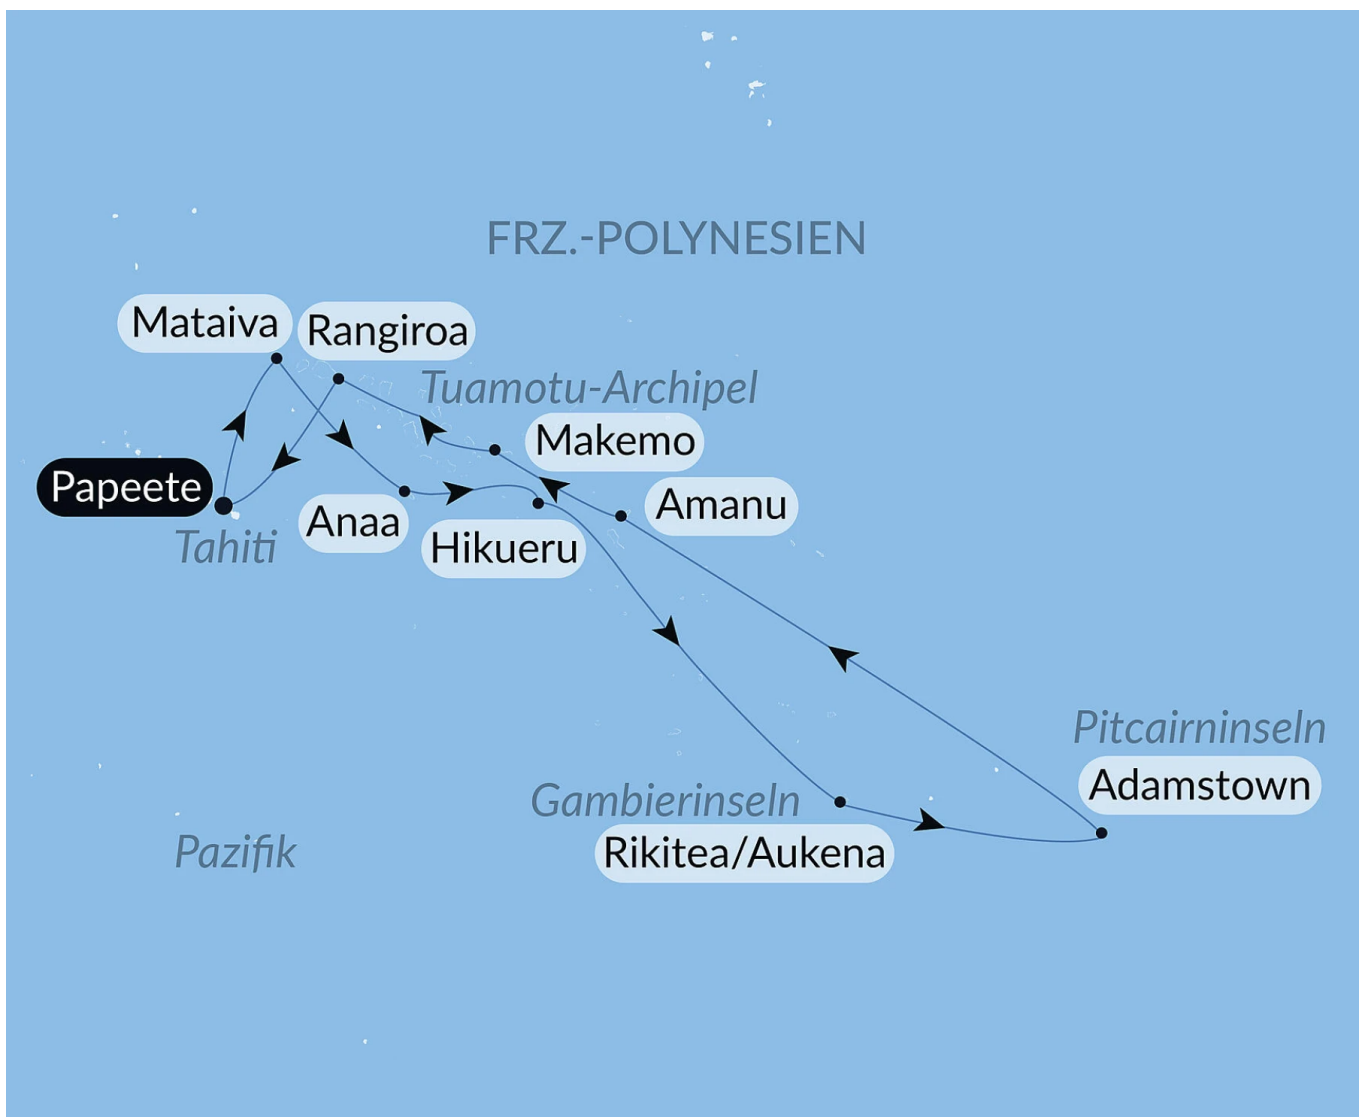 FRZ.-POLYNESIEN
Mataiva
Rangiroa
Tuamotu-Archipel
Makemo
Papeete
Amanu
Anaa
Tahiti
Hikueru
Pitcairninseln
Adamstown
Gambierinseln
Rikitea/Aukena
Pazifik